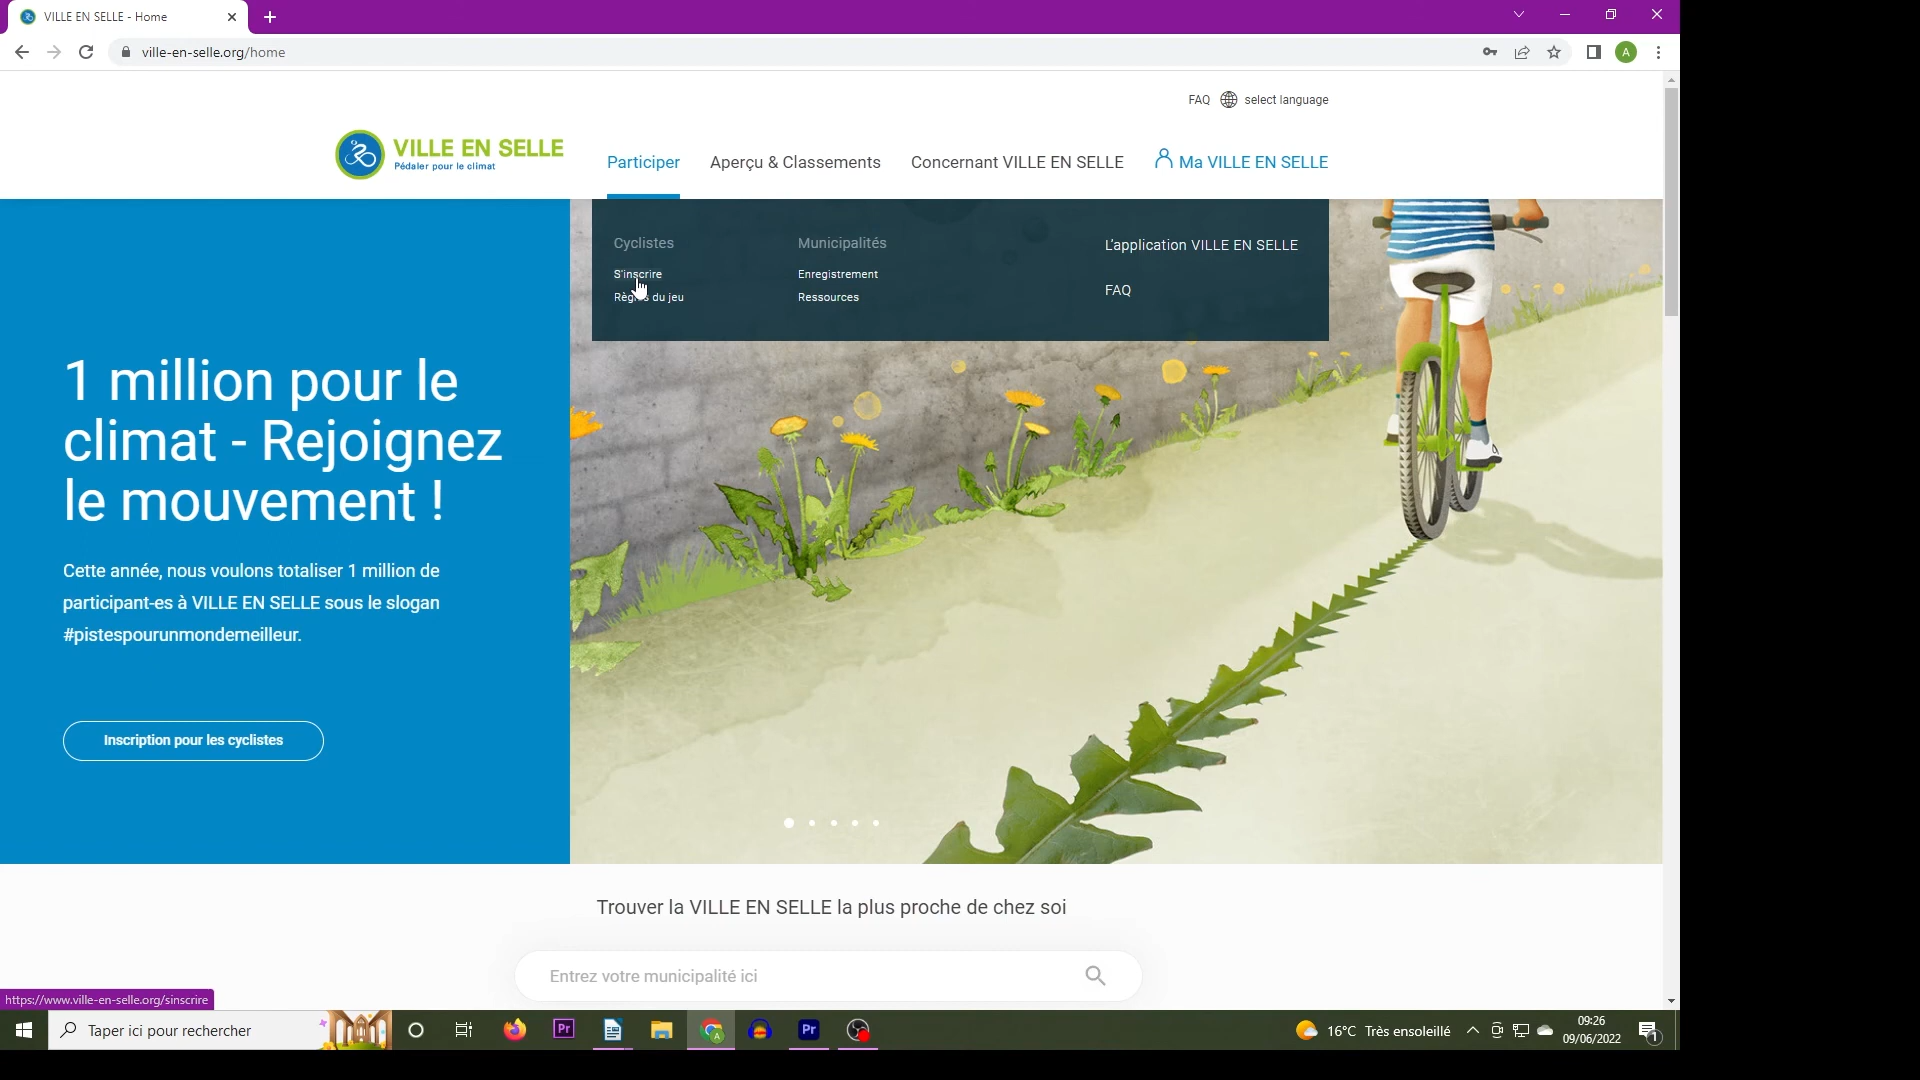 VILLE EN SELLE - Home
ville-en-selle.org/home
A
FAQ select language
VILLE EN SELLE
Pédaler pour le climat
Participer
Aperçu & Classements
Concernant VILLE EN SELLE
Ma VILLE EN SELLE
Cyclistes
S'inscrire
Règles du jeu
Municipalités
Enregistrement
Ressources
L'application VILLE EN SELLE
FAQ
1 million pour le
climat - Rejoignez
le mouvement !
Cette année, nous voulons totaliser 1 million de
participant-es à VILLE EN SELLE sous le slogan
#pistespourunmondemeilleur.
Inscription pour les cyclistes
Trouver la VILLE EN SELLE la plus proche de chez soi
Entrez votre municipalité ici
https://www.ville-en-selle.org/sinscrire
Taper ici pour rechercher
Pr
A
Pr
16°C Très ensoleillé
09:26
09/06/2022
1